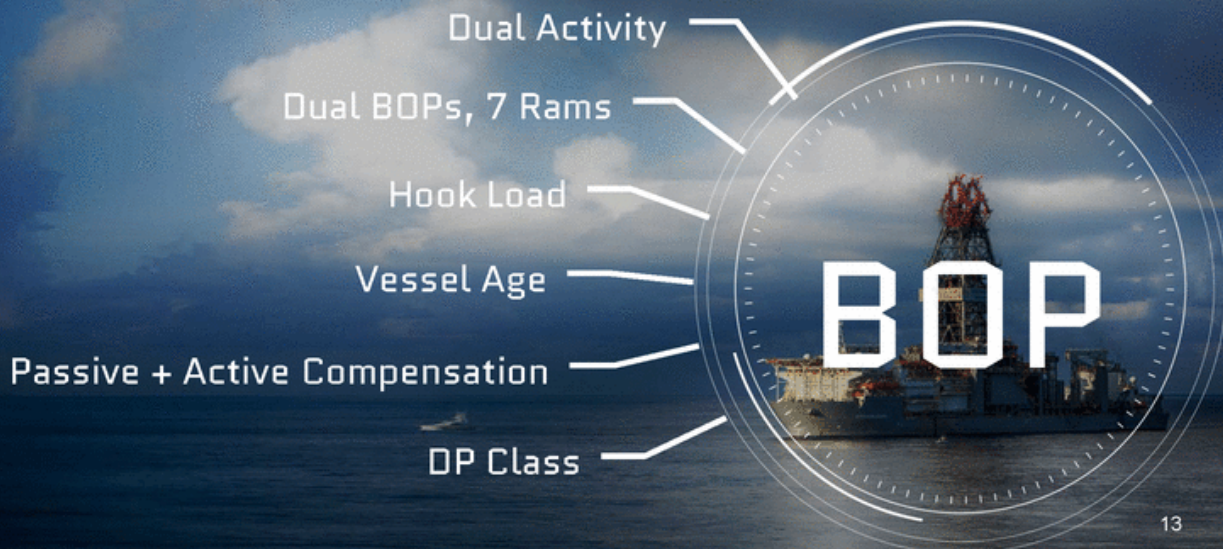 Dual Activity
Dual BOPs, 7 Rams
Hook Load
Vessel Age
Passive + Active Compensation
DP Class
BOP
13